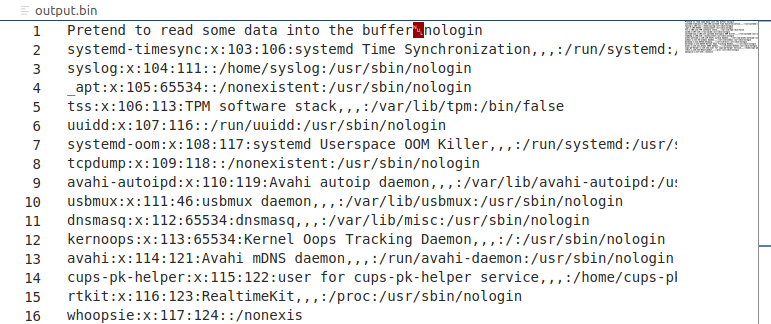 output.bin
1 Pretend to read some data into the buffer␀nologin
2 systemd-timesync:x:103:106:systemd Time Synchronization,,,:/run/systemd:/
3 syslog:x:104:111::/home/syslog:/usr/sbin/nologin
4 _apt:x:105:65534::/nonexistent:/usr/sbin/nologin
5 tss:x:106:113:TPM software stack,,,:/var/lib/tpm:/bin/false
6 uuidd:x:107:116::/run/uuidd:/usr/sbin/nologin
7 systemd-oom:x:108:117:systemd Userspace OOM Killer,,,:/run/systemd:/usr/s
8 tcpdump:x:109:118::/nonexistent:/usr/sbin/nologin
9 avahi-autoipd:x:110:119:Avahi autoip daemon,,,:/var/lib/avahi-autoipd:/us
10 usbmux:x:111:46:usbmux daemon,,,:/var/lib/usbmux:/usr/sbin/nologin
11 dnsmasq:x:112:65534:dnsmasq,,,:/var/lib/misc:/usr/sbin/nologin
12 kernoops:x:113:65534:Kernel Oops Tracking Daemon,,,:/:/usr/sbin/nologin
13 avahi:x:114:121:Avahi mDNS daemon,,,:/run/avahi-daemon:/usr/sbin/nologin
14 cups-pk-helper:x:115:122:user for cups-pk-helper service,,,:/home/cups-pk
15 rtkit:x:116:123:RealtimeKit,,,:/proc:/usr/sbin/nologin
16 whoopsie:x:117:124::/nonexis